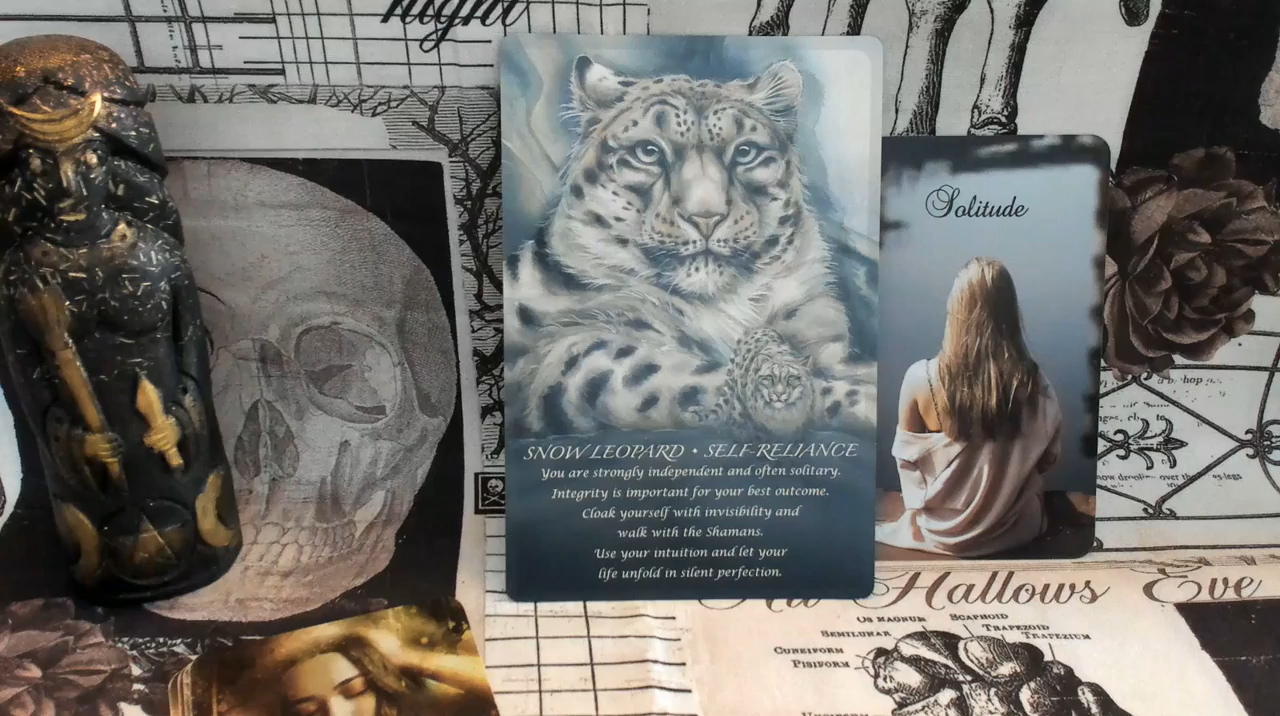 night
Solitude
SNOW LEOPARD • SELF-RELIANCE
You are strongly independent and often solitary.
Integrity is important for your best outcome.
Cloak yourself with invisibility and
walk with the Shamans.
Use your intuition and let your
life unfold in silent perfection.
Hallows Eve
Os MAGNUM
SCAPHOID
SEMILUNAR
TRAPEZOID
TRAPEZIUM
CUNEIFORM
PISIFORM